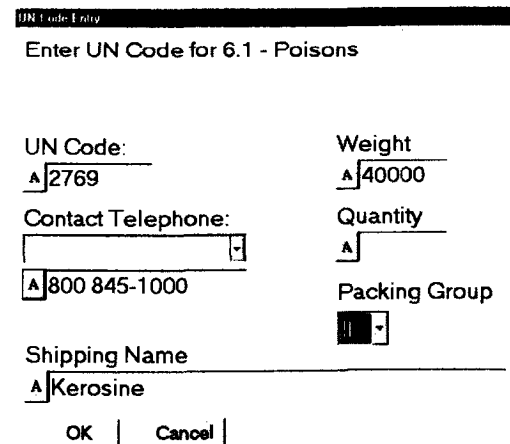 UN Code Entry
Enter UN Code for 6.1 - Poisons
UN Code:
Weight
A 2769
A 40000
Contact Telephone:
Quantity
A
A 800 845-1000
Packing Group
II
Shipping Name
A Kerosine
OK Cancel